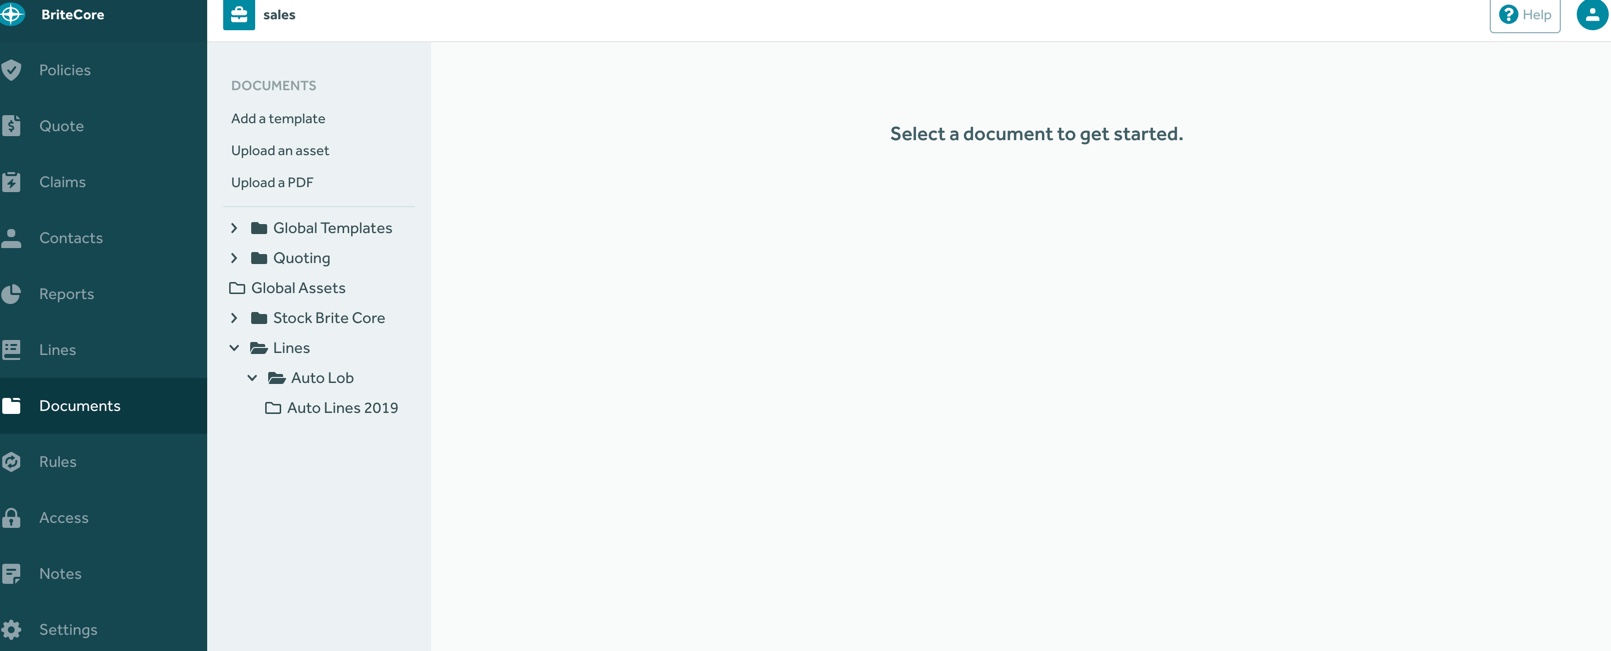 BriteCore
sales
Help
Policies
Quote
Claims
Contacts
Reports
Lines
Documents
Rules
Access
Notes
Settings
DOCUMENTS
Add a template
Upload an asset
Upload a PDF
Global Templates
Quoting
Global Assets
Stock Brite Core
Lines
Auto Lob
Auto Lines 2019
Select a document to get started.